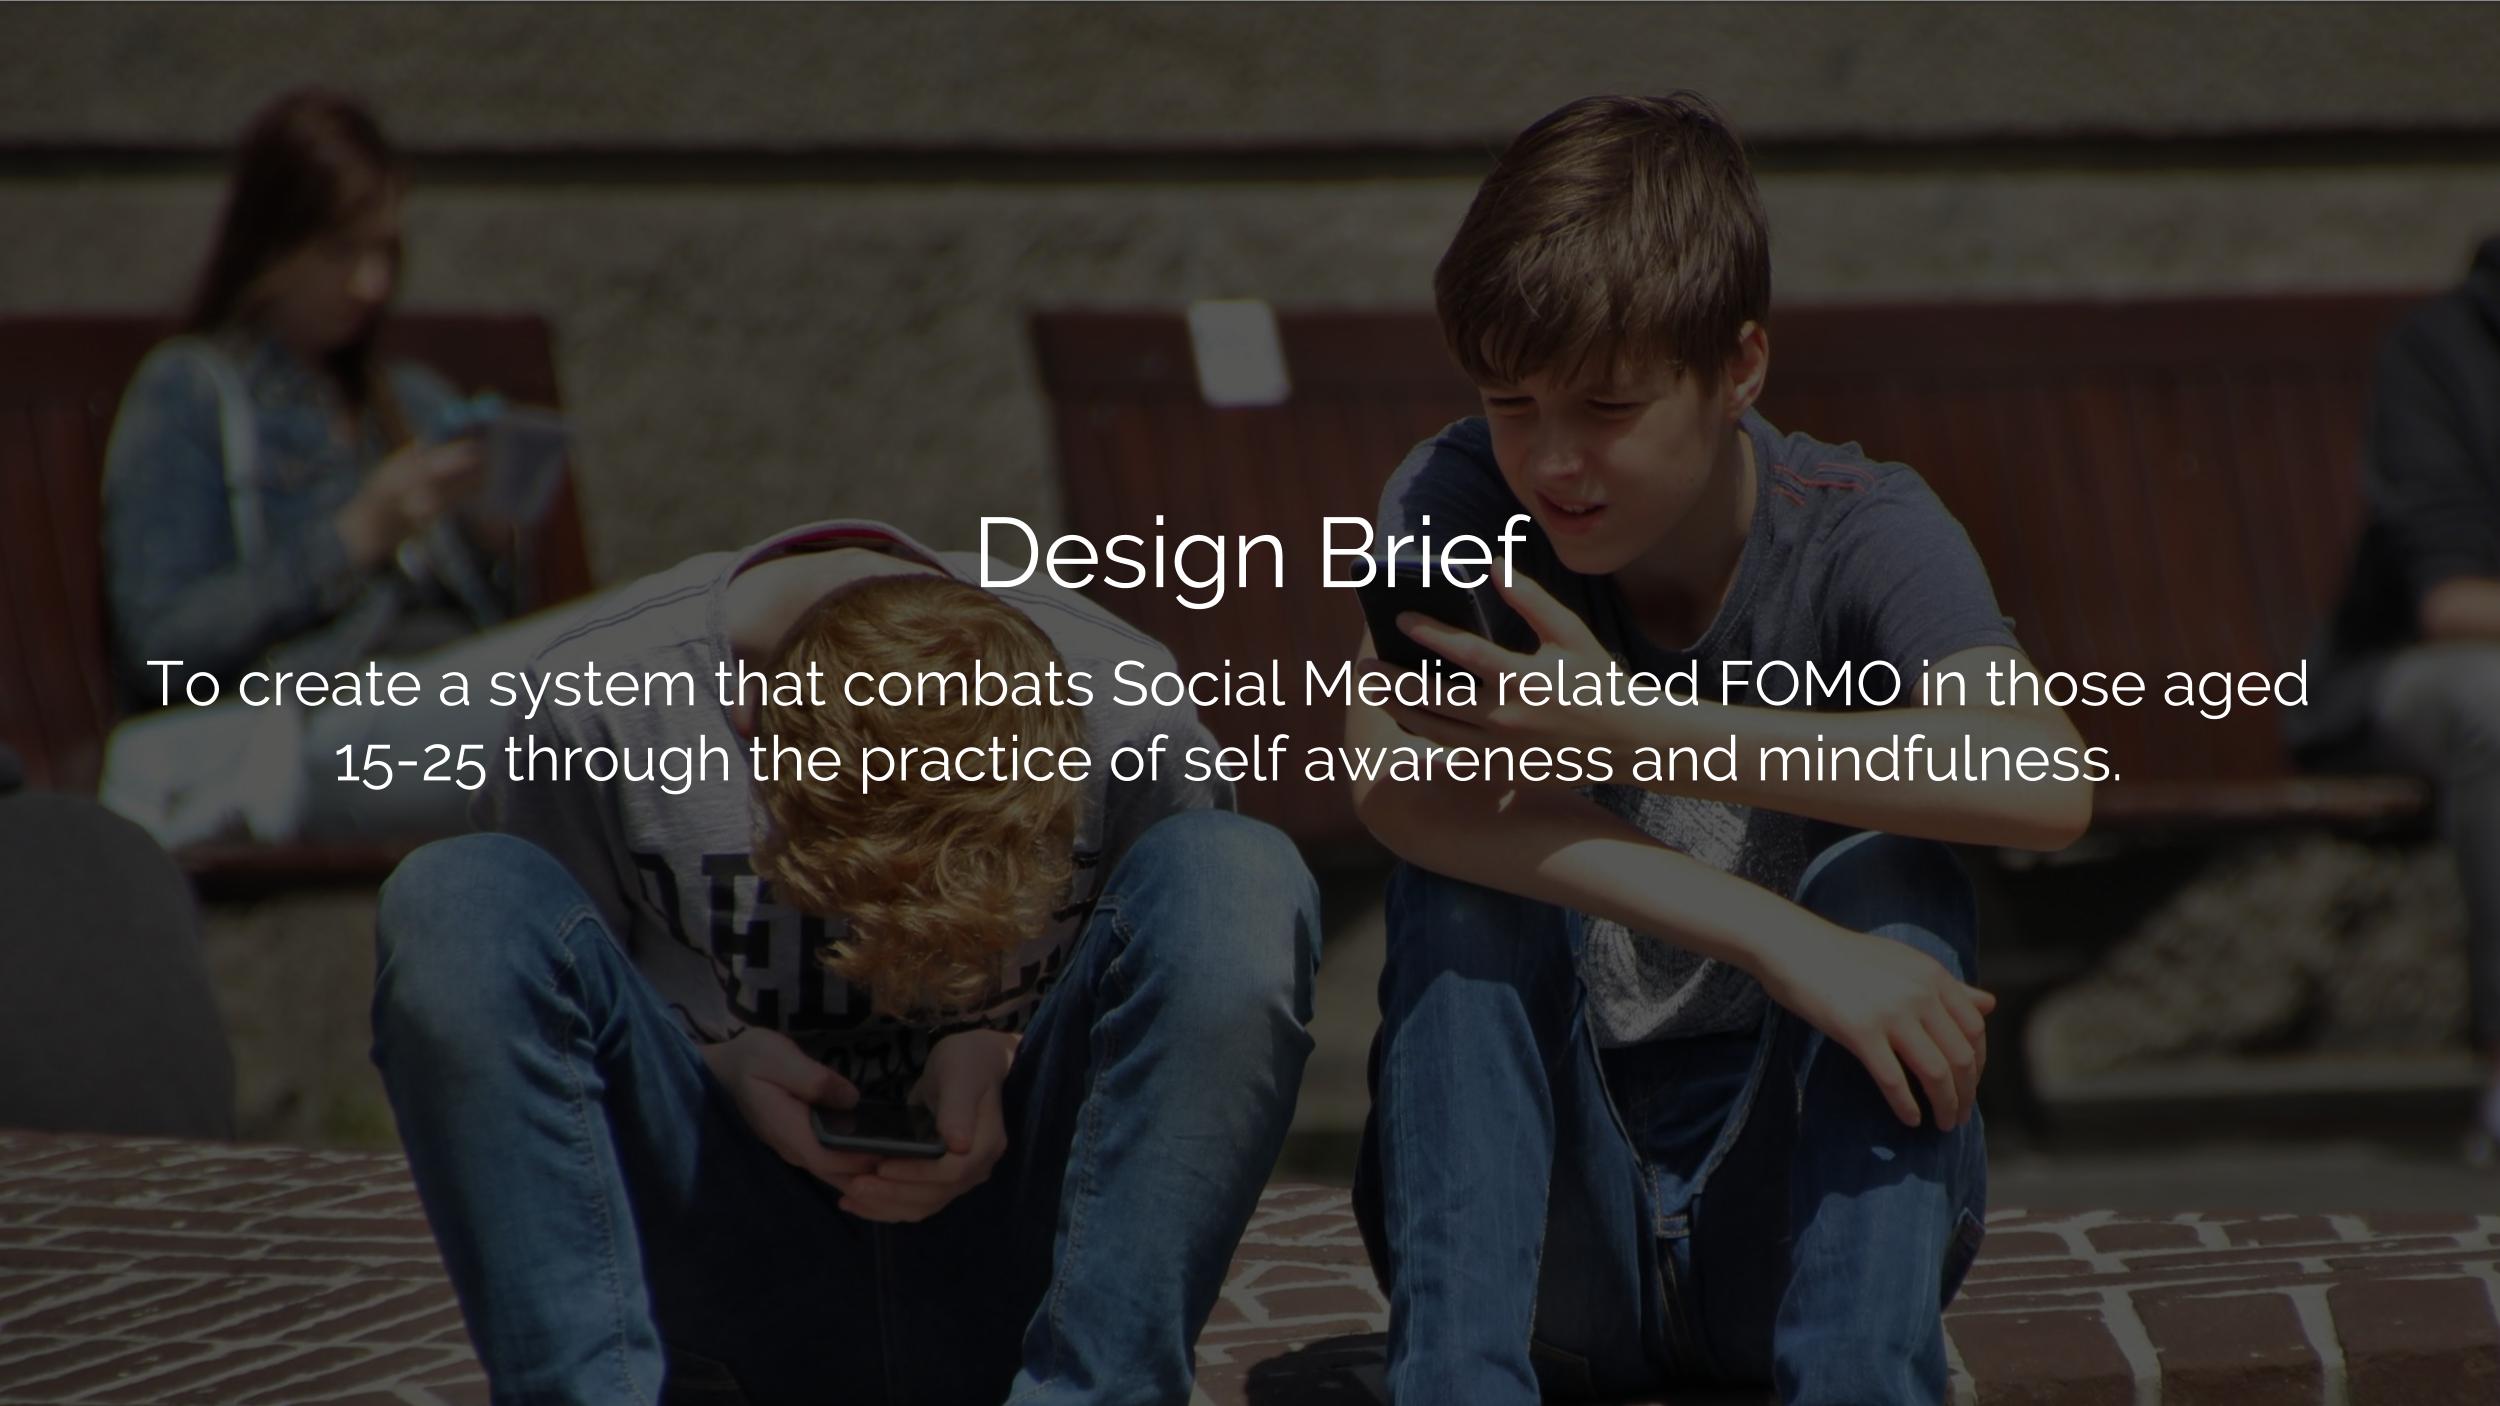 Design Brief
To create a system that combats Social Media related FOMO in those aged
15-25 through the practice of self awareness and mindfulness.